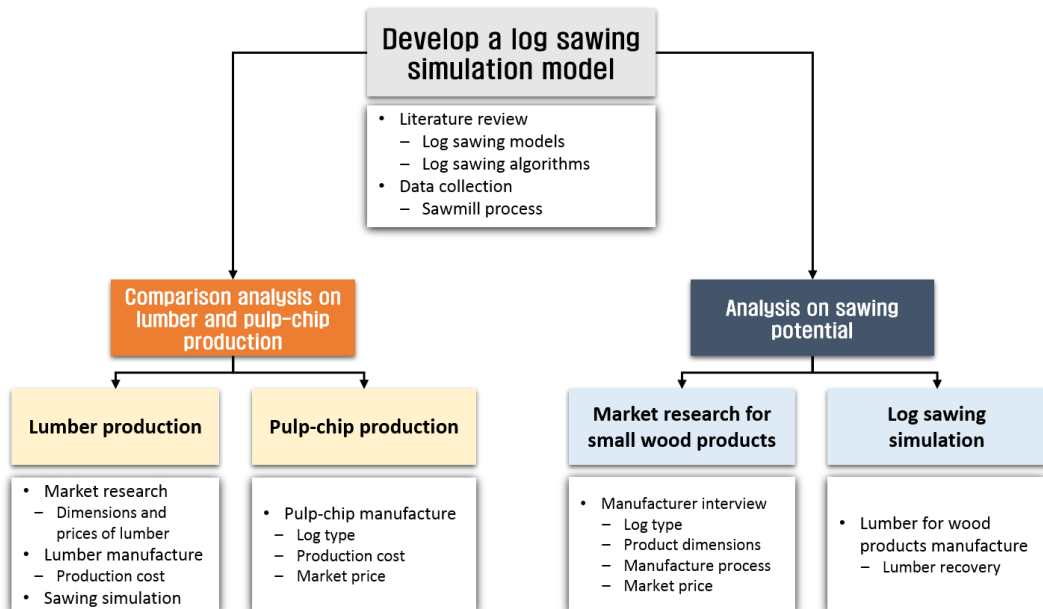 Develop a log sawing
simulation model
• Literature review
– Log sawing models
– Log sawing algorithms
• Data collection
– Sawmill process
Comparison analysis on
lumber and pulp-chip
production
Analysis on sawing
potential
Lumber production
Pulp-chip production
Market research for
small wood products
Log sawing
simulation
• Market research
– Dimensions and
prices of lumber
• Lumber manufacture
– Production cost
• Sawing simulation
• Pulp-chip manufacture
– Log type
– Production cost
– Market price
• Manufacturer interview
– Log type
– Product dimensions
– Manufacture process
– Market price
• Lumber for wood
products manufacture
– Lumber recovery